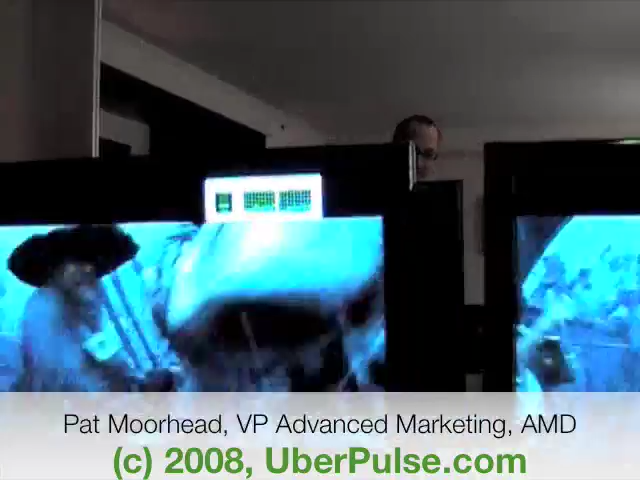 Pat Moorhead, VP Advanced Marketing, AMD
(c) 2008, UberPulse.com